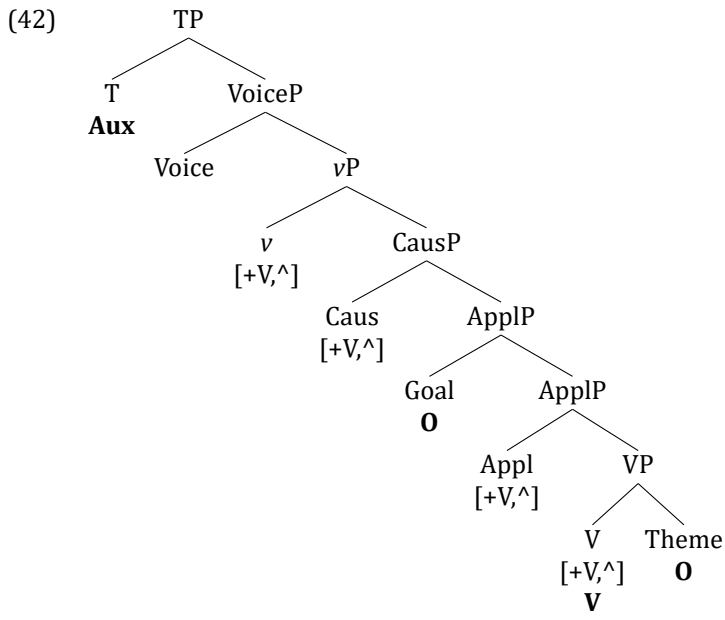 (42) TP
T VoiceP
Aux
Voice vP
v CausP
[+V,^]
Caus ApplP
[+V,^]
Goal ApplP
O
Appl VP
[+V,^]
V Theme
[+V,^] O
V